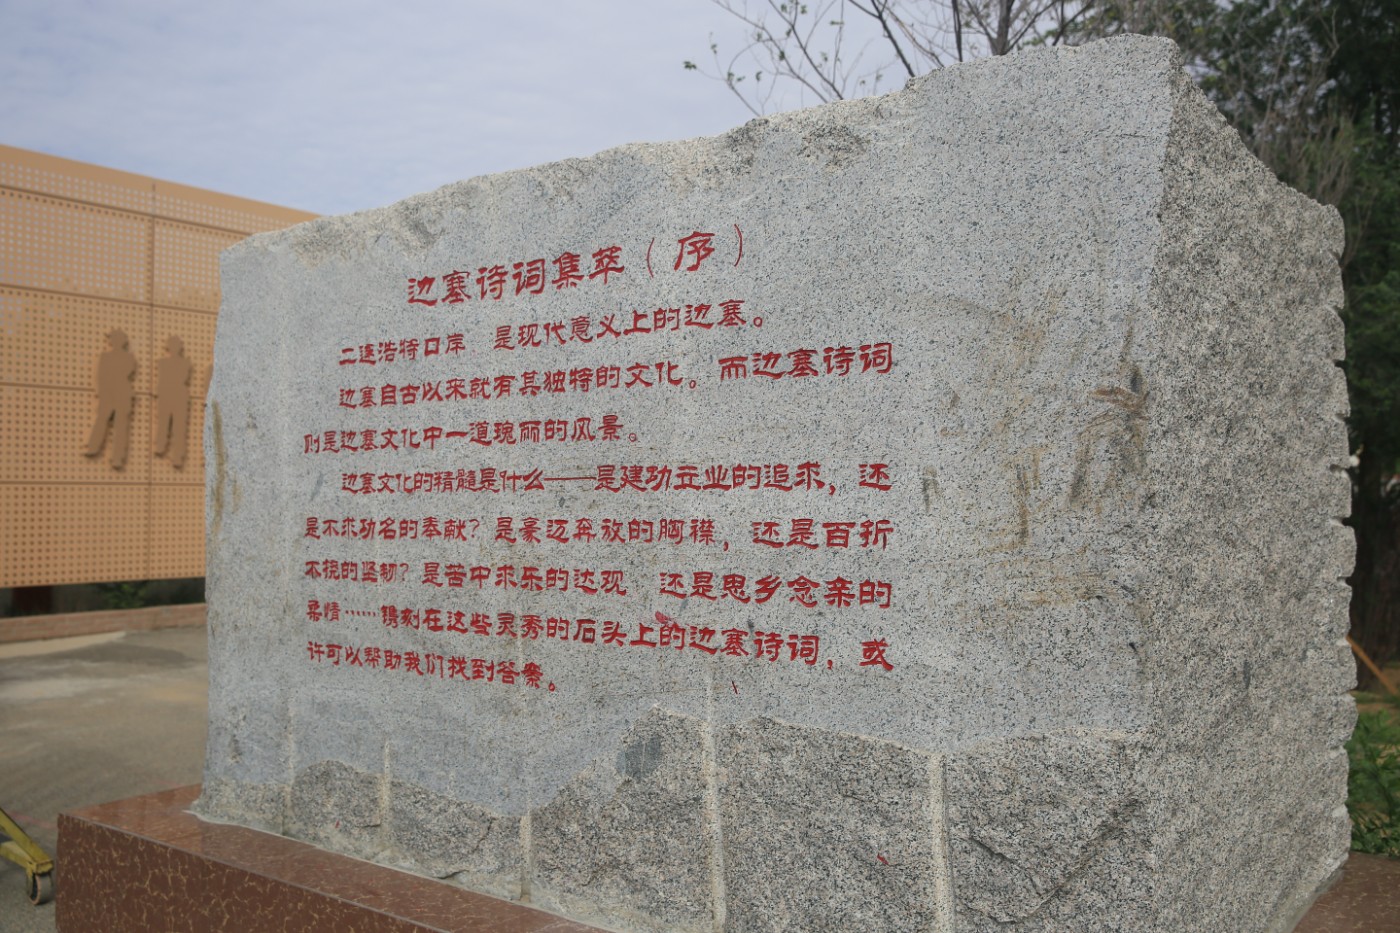 边塞诗词集萃（序）
二连浩特口岸 是现代意义上的边塞。
边塞自古以来就有其独特的文化。而边塞诗词
则是边塞文化中一道瑰丽的风景。
边塞文化的精髓是什么——是建功立业的追求，还
是不求功名的奉献？是豪迈奔放的胸襟，还是百折
不挠的坚韧？是苦中求乐的达观 还是思乡念亲的
柔情……镌刻在这些灵秀的石头上的边塞诗词，或
许可以帮助我们找到答案。